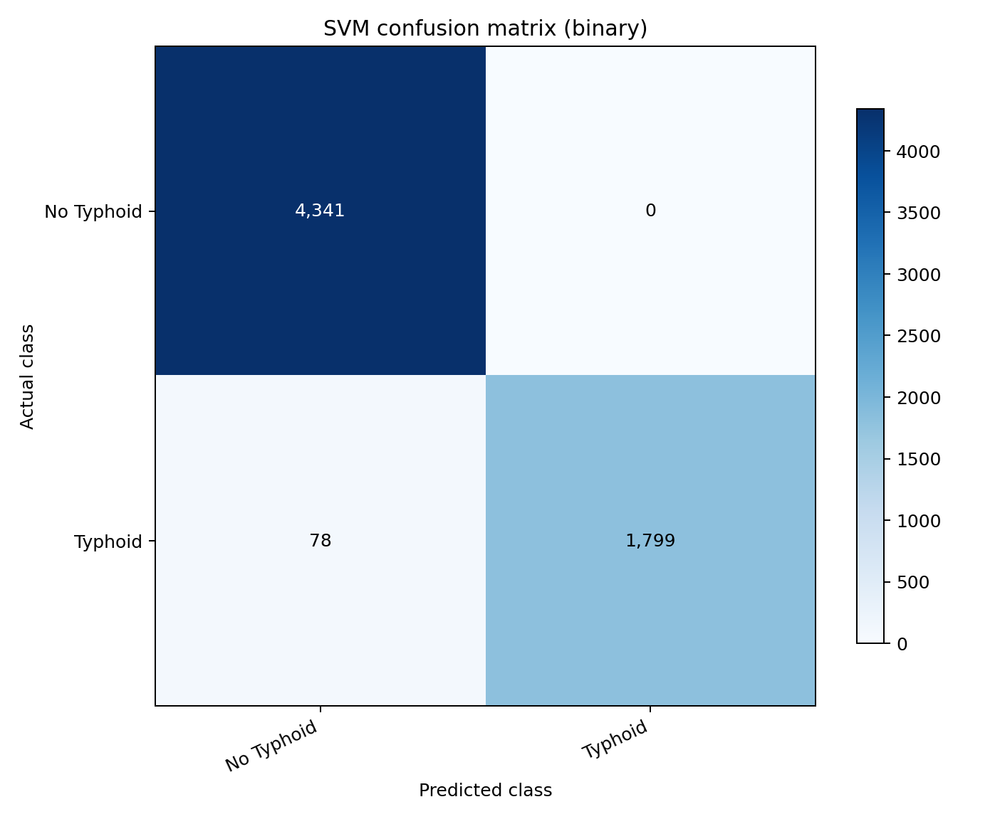 SVM confusion matrix (binary)
No Typhoid
4,341
0
Typhoid
78
1,799
Actual class
No Typhoid
Typhoid
Predicted class
4000
3500
3000
2500
2000
1500
1000
500
0